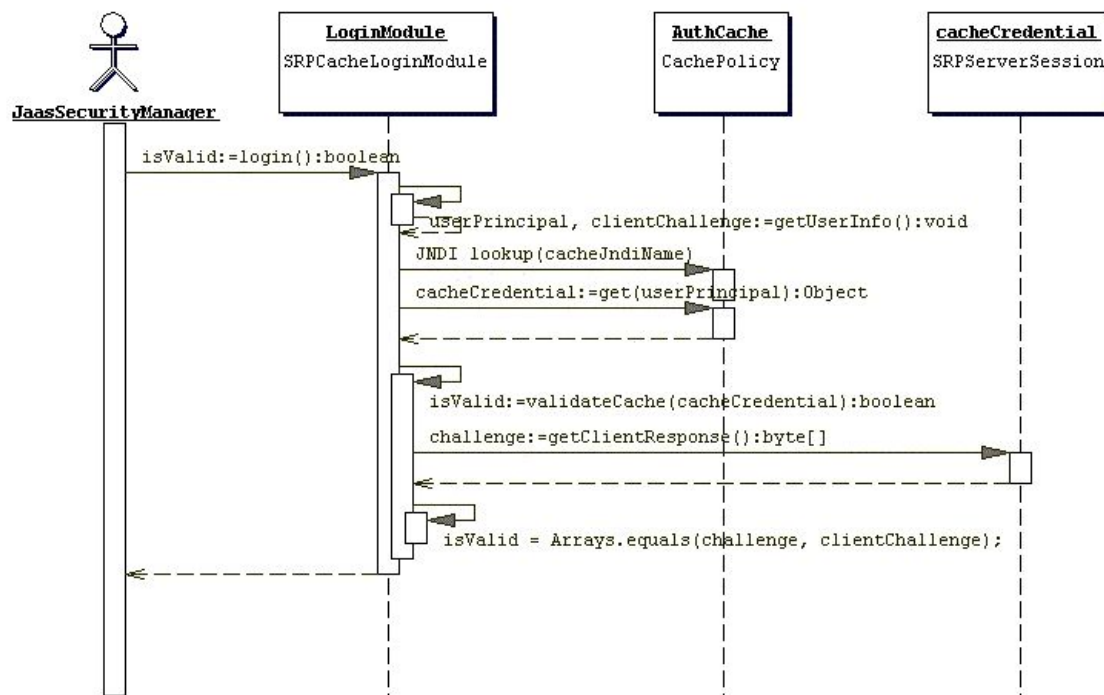 LoginModule
SRPCacheLoginModule
AuthCache
CachePolicy
cacheCredential
SRPServerSession
JaasSecurityManager
isValid:=login():boolean
userPrincipal, clientChallenge:=getUserInfo():void
JNDI lookup(cacheJndiName)
cacheCredential:=get(userPrincipal):Object
isValid:=validateCache(cacheCredential):boolean
challenge:=getClientResponse():byte[]
isValid = Arrays.equals(challenge, clientChallenge);